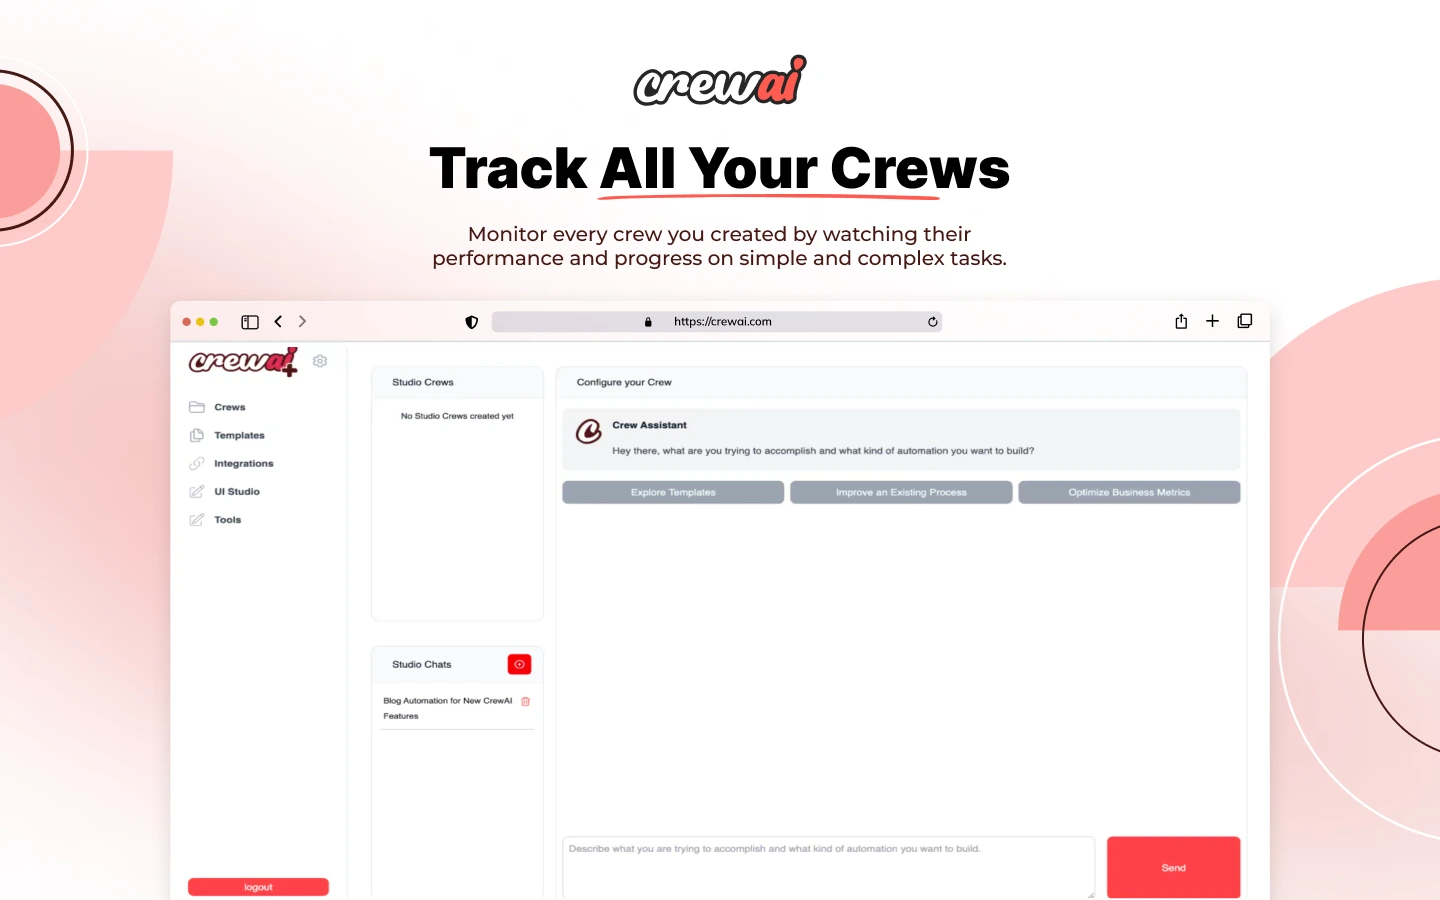 crewai
Track All Your Crews
Monitor every crew you created by watching their
performance and progress on simple and complex tasks.
https://crewai.com
crewai+
Crews
Templates
Integrations
UI Studio
Tools
logout
Studio Crews
No Studio Crews created yet
Studio Chats
Blog Automation for New CrewAI
Features
Configure your Crew
Crew Assistant
Hey there, what are you trying to accomplish and what kind of automation you want to build?
Explore Templates
Improve an Existing Process
Optimize Business Metrics
Describe what you are trying to accomplish and what kind of automation you want to build.
Send